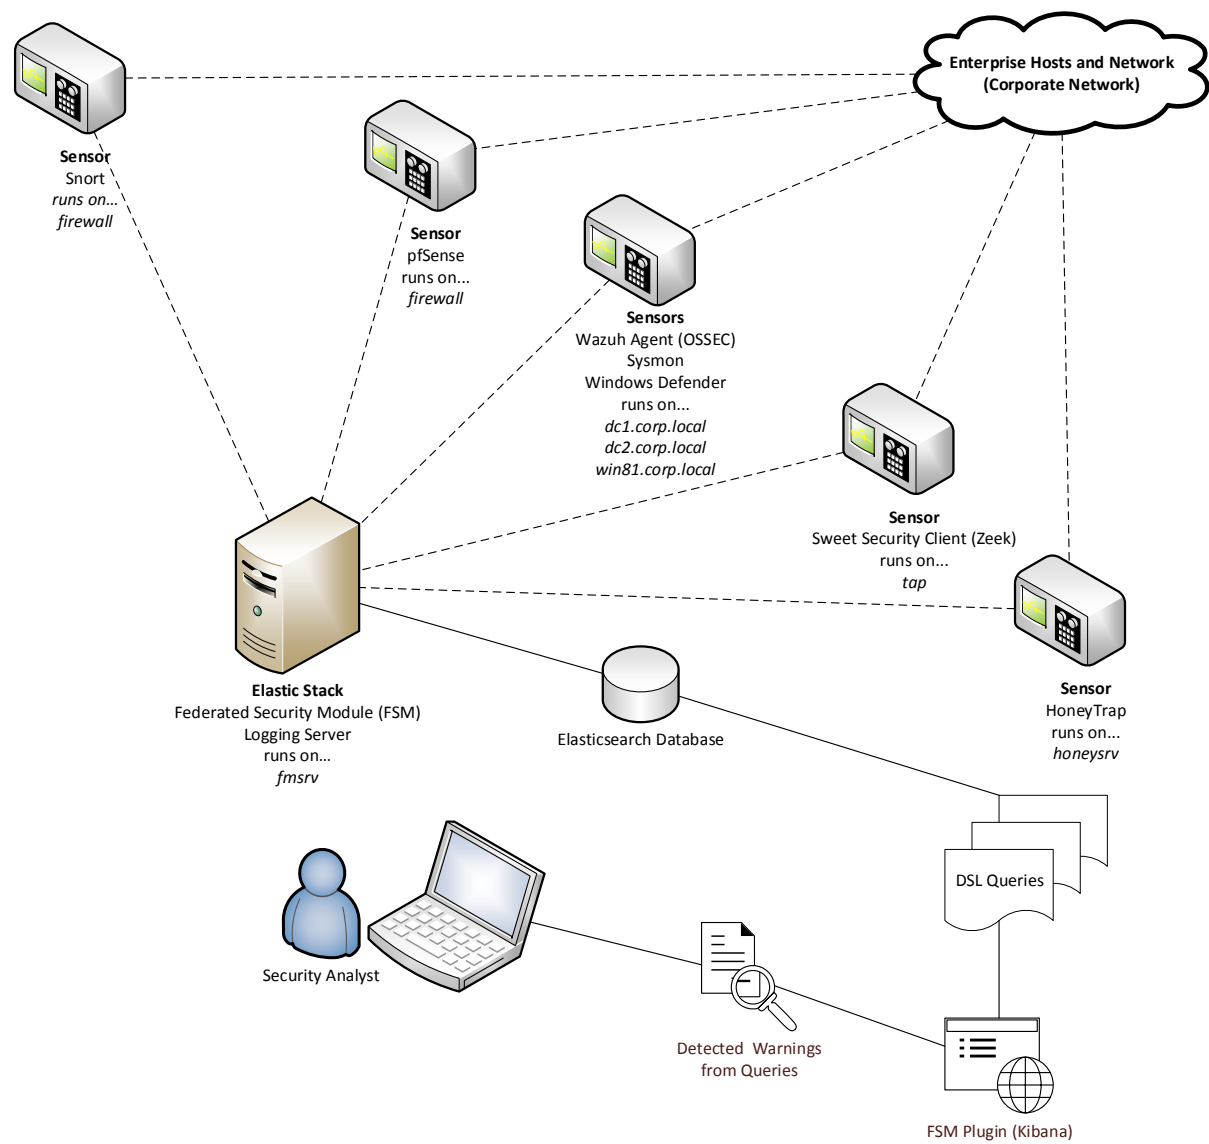 Enterprise Hosts and Network
(Corporate Network)
Sensor
Snort
runs on…
firewall
Sensor
pfSense
runs on...
firewall
Sensors
Wazuh Agent (OSSEC)
Sysmon
Windows Defender
runs on...
dc1.corp.local
dc2.corp.local
win81.corp.local
Sensor
Sweet Security Client (Zeek)
runs on...
tap
Sensor
HoneyTrap
runs on...
honeysrv
Elastic Stack
Federated Security Module (FSM)
Logging Server
runs on…
fmsrv
Elasticsearch Database
DSL Queries
Security Analyst
Detected  Warnings
from Queries
FSM Plugin (Kibana)